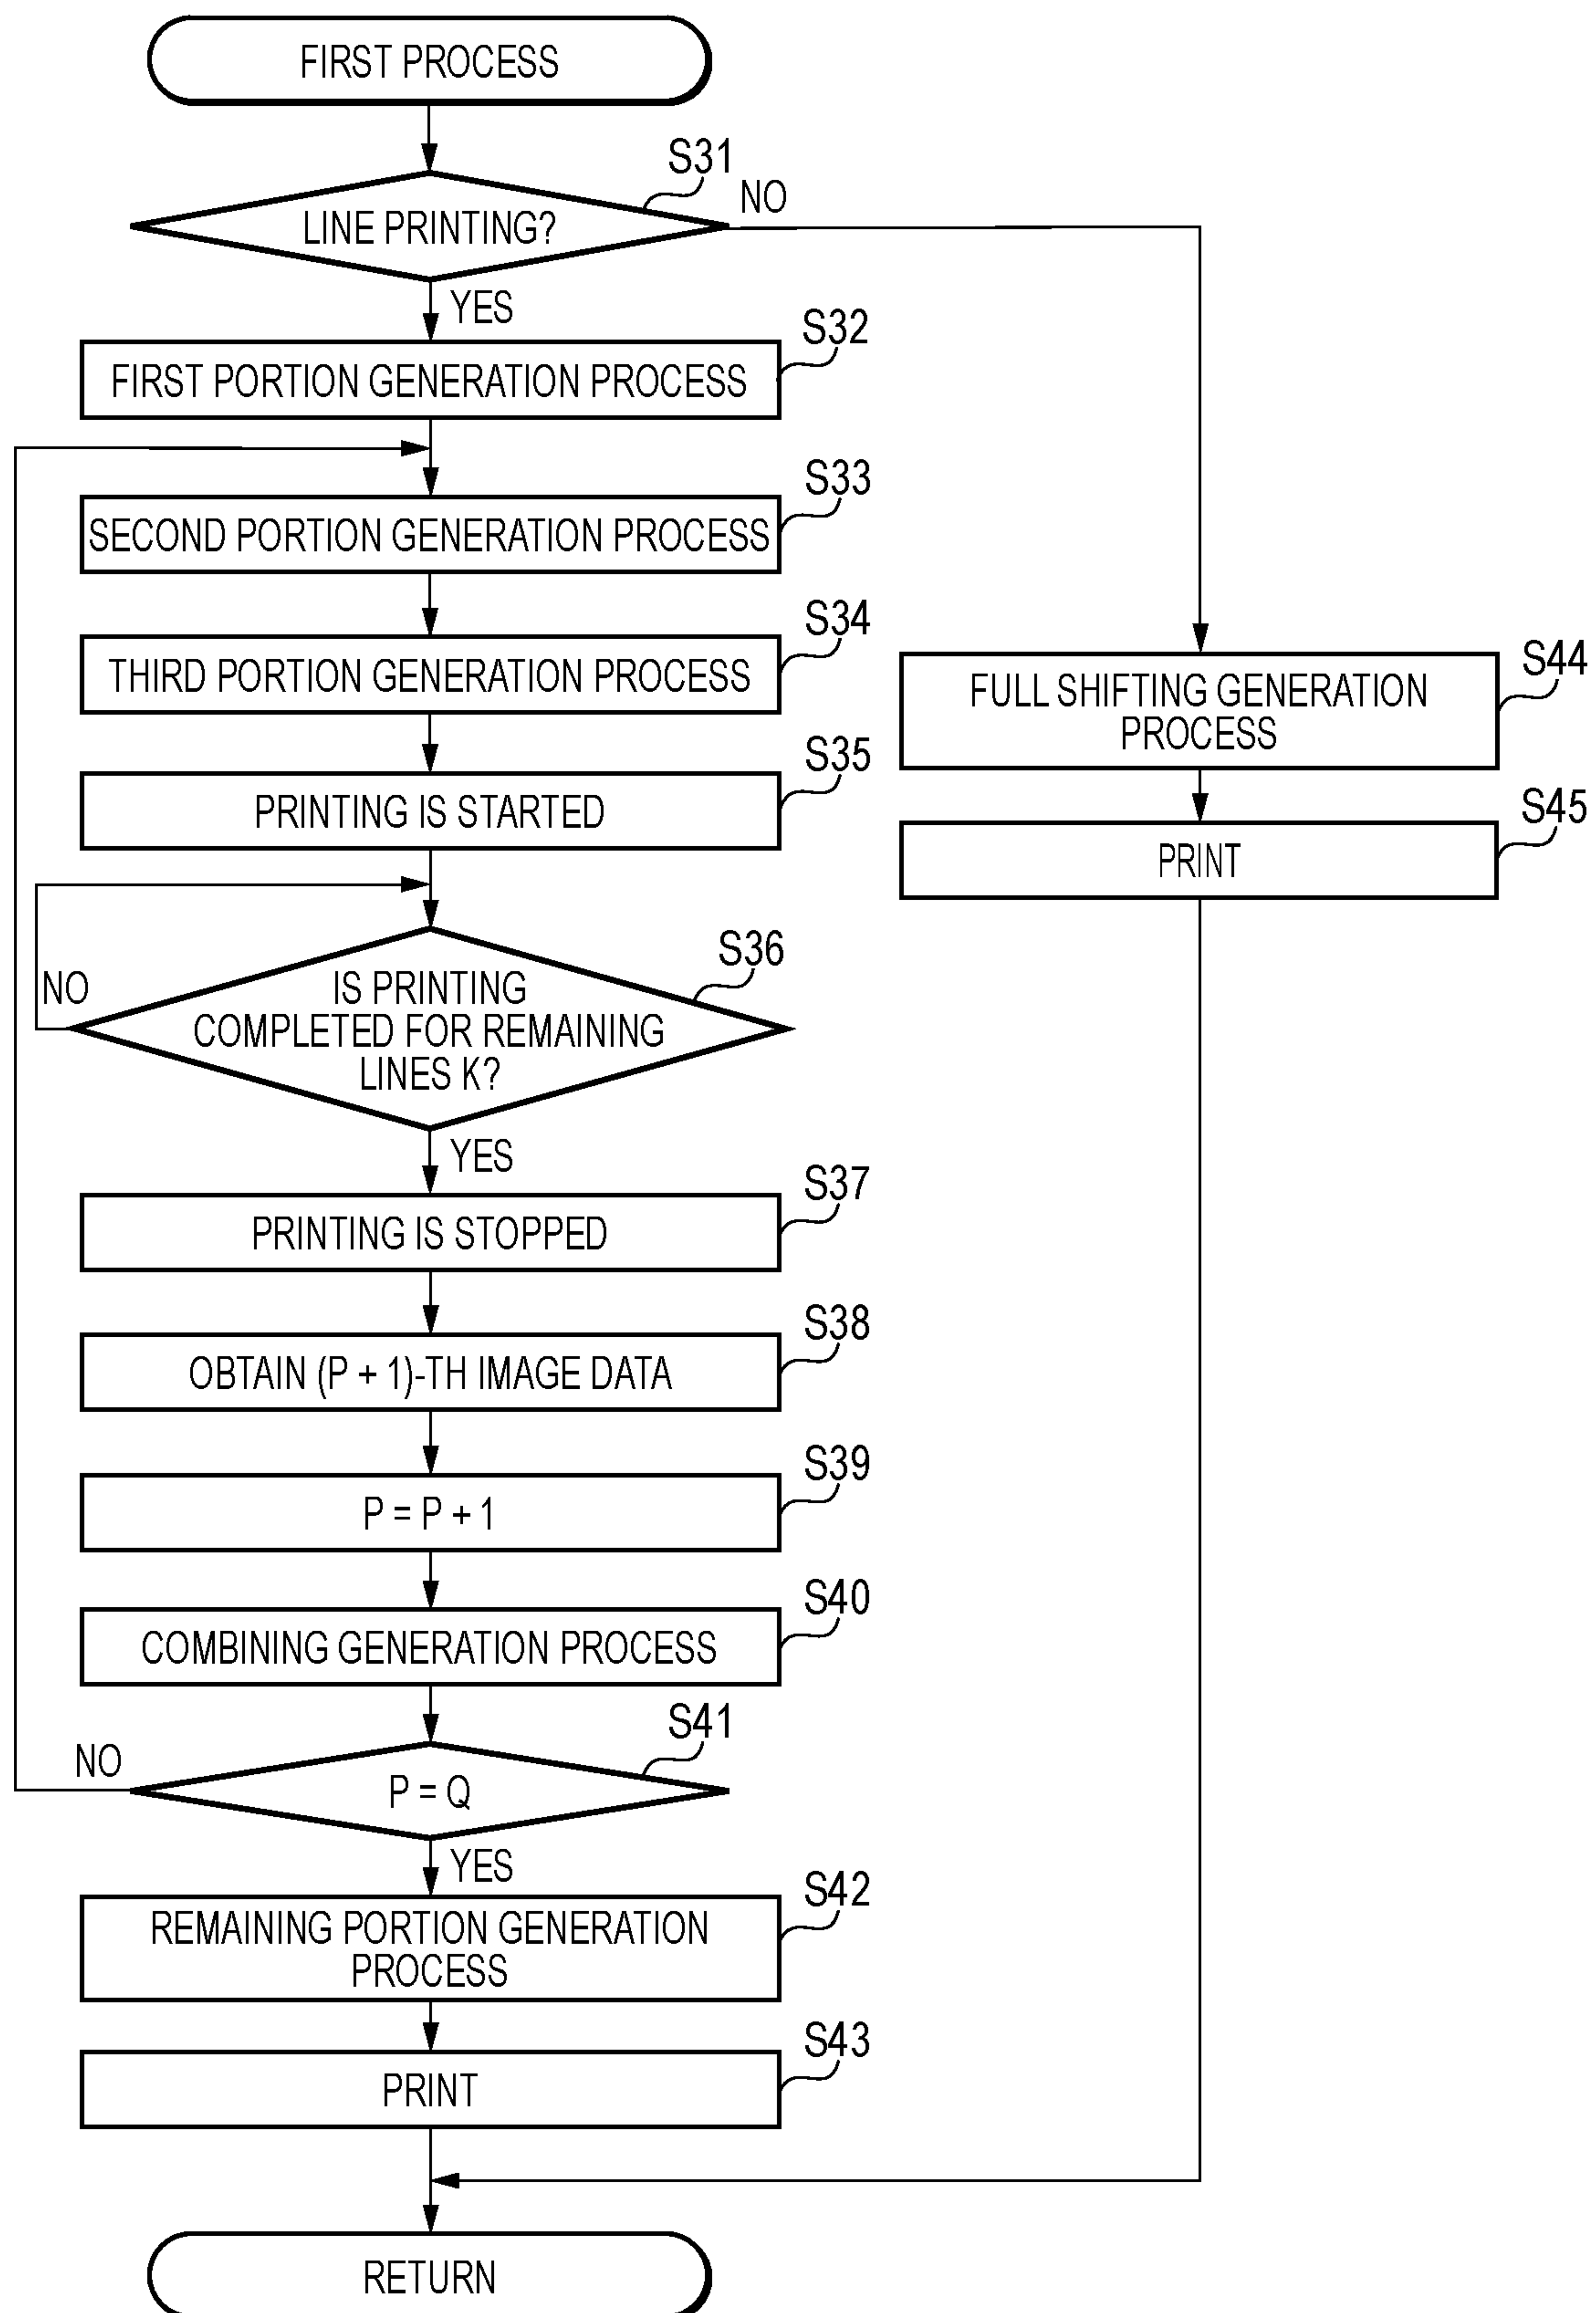 FIRST PROCESS
S31
LINE PRINTING?
NO
YES
S32
FIRST PORTION GENERATION PROCESS
S33
SECOND PORTION GENERATION PROCESS
S34
THIRD PORTION GENERATION PROCESS
S35
PRINTING IS STARTED
S36
IS PRINTING
COMPLETED FOR REMAINING
LINES K?
NO
YES
S37
PRINTING IS STOPPED
S38
OBTAIN (P + 1)-TH IMAGE DATA
S39
P = P + 1
S40
COMBINING GENERATION PROCESS
S41
P = Q
NO
YES
S42
REMAINING PORTION GENERATION
PROCESS
S43
PRINT
S44
FULL SHIFTING GENERATION
PROCESS
S45
PRINT
RETURN